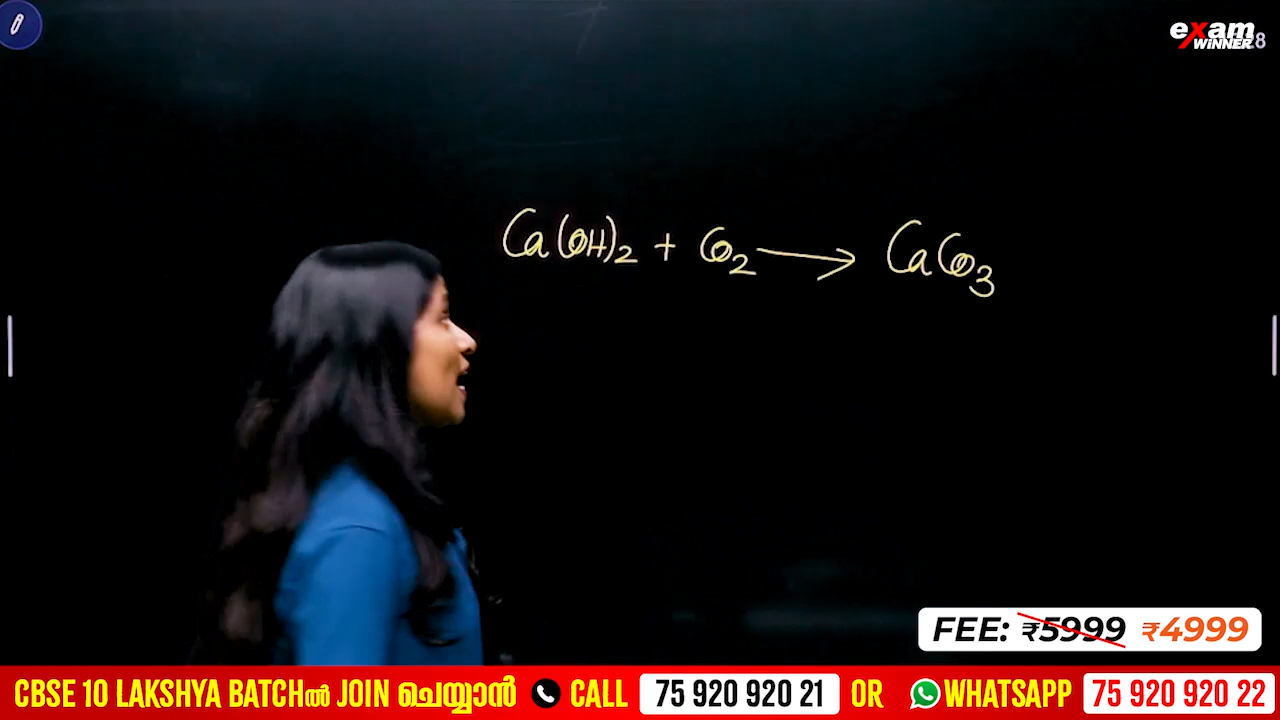 exam
WiNNER
Ca(OH)₂ + CO₂ ⟶ CaCO₃
FEE: ₹5999 ₹4999
CBSE 10 LAKSHYA BATCHൽ JOIN ചെയ്യാൻ CALL 75 920 920 21 OR WHATSAPP 75 920 920 22